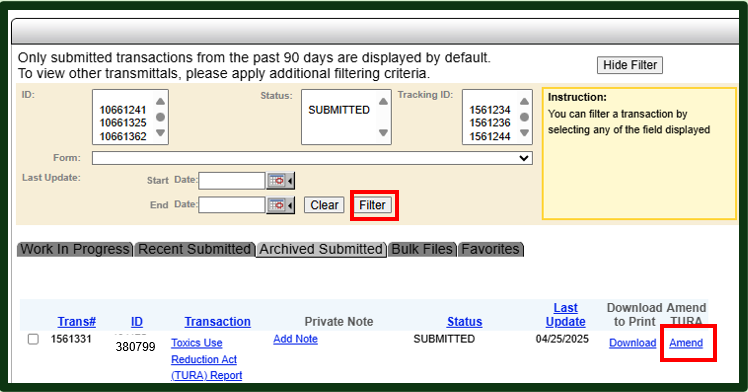 Only submitted transactions from the past 90 days are displayed by default.
To view other transmittals, please apply additional filtering criteria.
Hide Filter
ID:
10661241
10661325
10661362
Status:
SUBMITTED
Tracking ID:
1561234
1561236
1561244
Instruction:
You can filter a transaction by
selecting any of the field displayed
Form:
Last Update:
Start Date:
End Date:
Clear
Filter
Work In Progress Recent Submitted Archived Submitted Bulk Files Favorites
Trans# ID Transaction Private Note Status Last Update Download to Print Amend TURA
1561331 380799 Toxics Use Reduction Act (TURA) Report Add Note SUBMITTED 04/25/2025 Download Amend